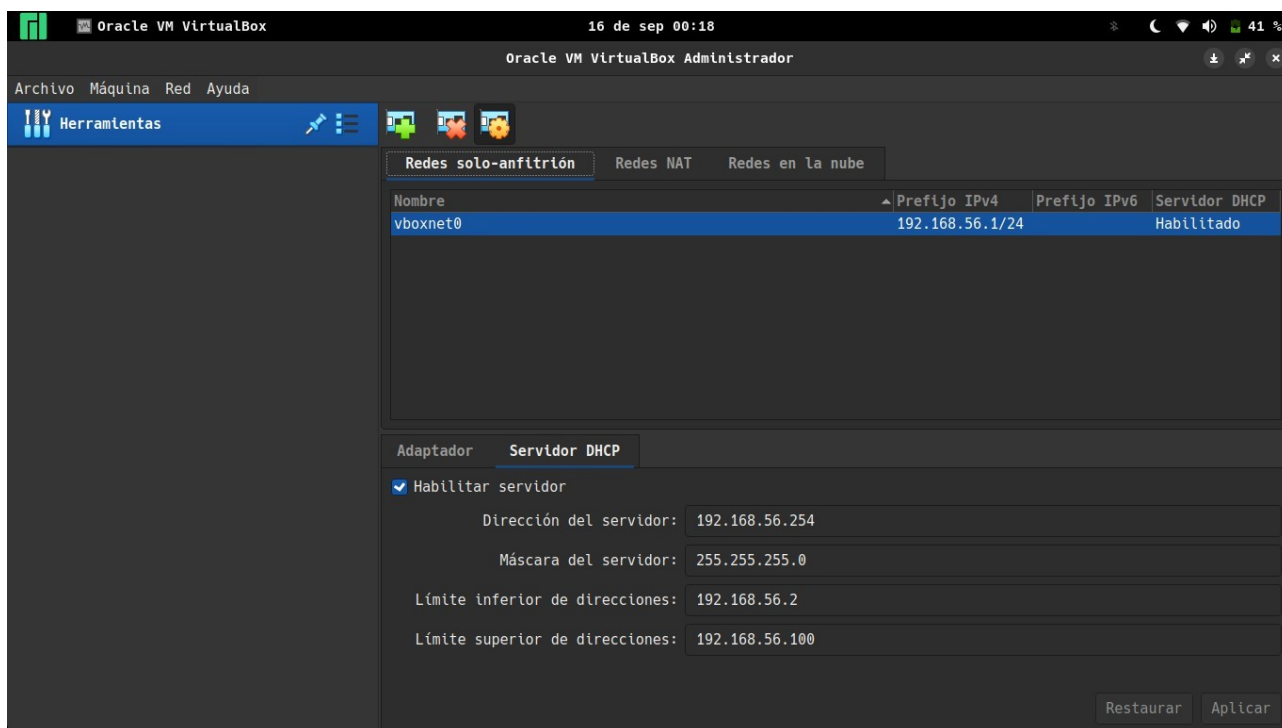 Oracle VM VirtualBox 16 de sep 00:18 41 %
Oracle VM VirtualBox Administrador
Archivo Máquina Red Ayuda
Herramientas
Redes solo-anfitrión Redes NAT Redes en la nube
Nombre Prefijo IPv4 Prefijo IPv6 Servidor DHCP
vboxnet0 192.168.56.1/24 Habilitado
Adaptador Servidor DHCP
Habilitar servidor
Dirección del servidor: 192.168.56.254
Máscara del servidor: 255.255.255.0
Límite inferior de direcciones: 192.168.56.2
Límite superior de direcciones: 192.168.56.100
Restaurar Aplicar